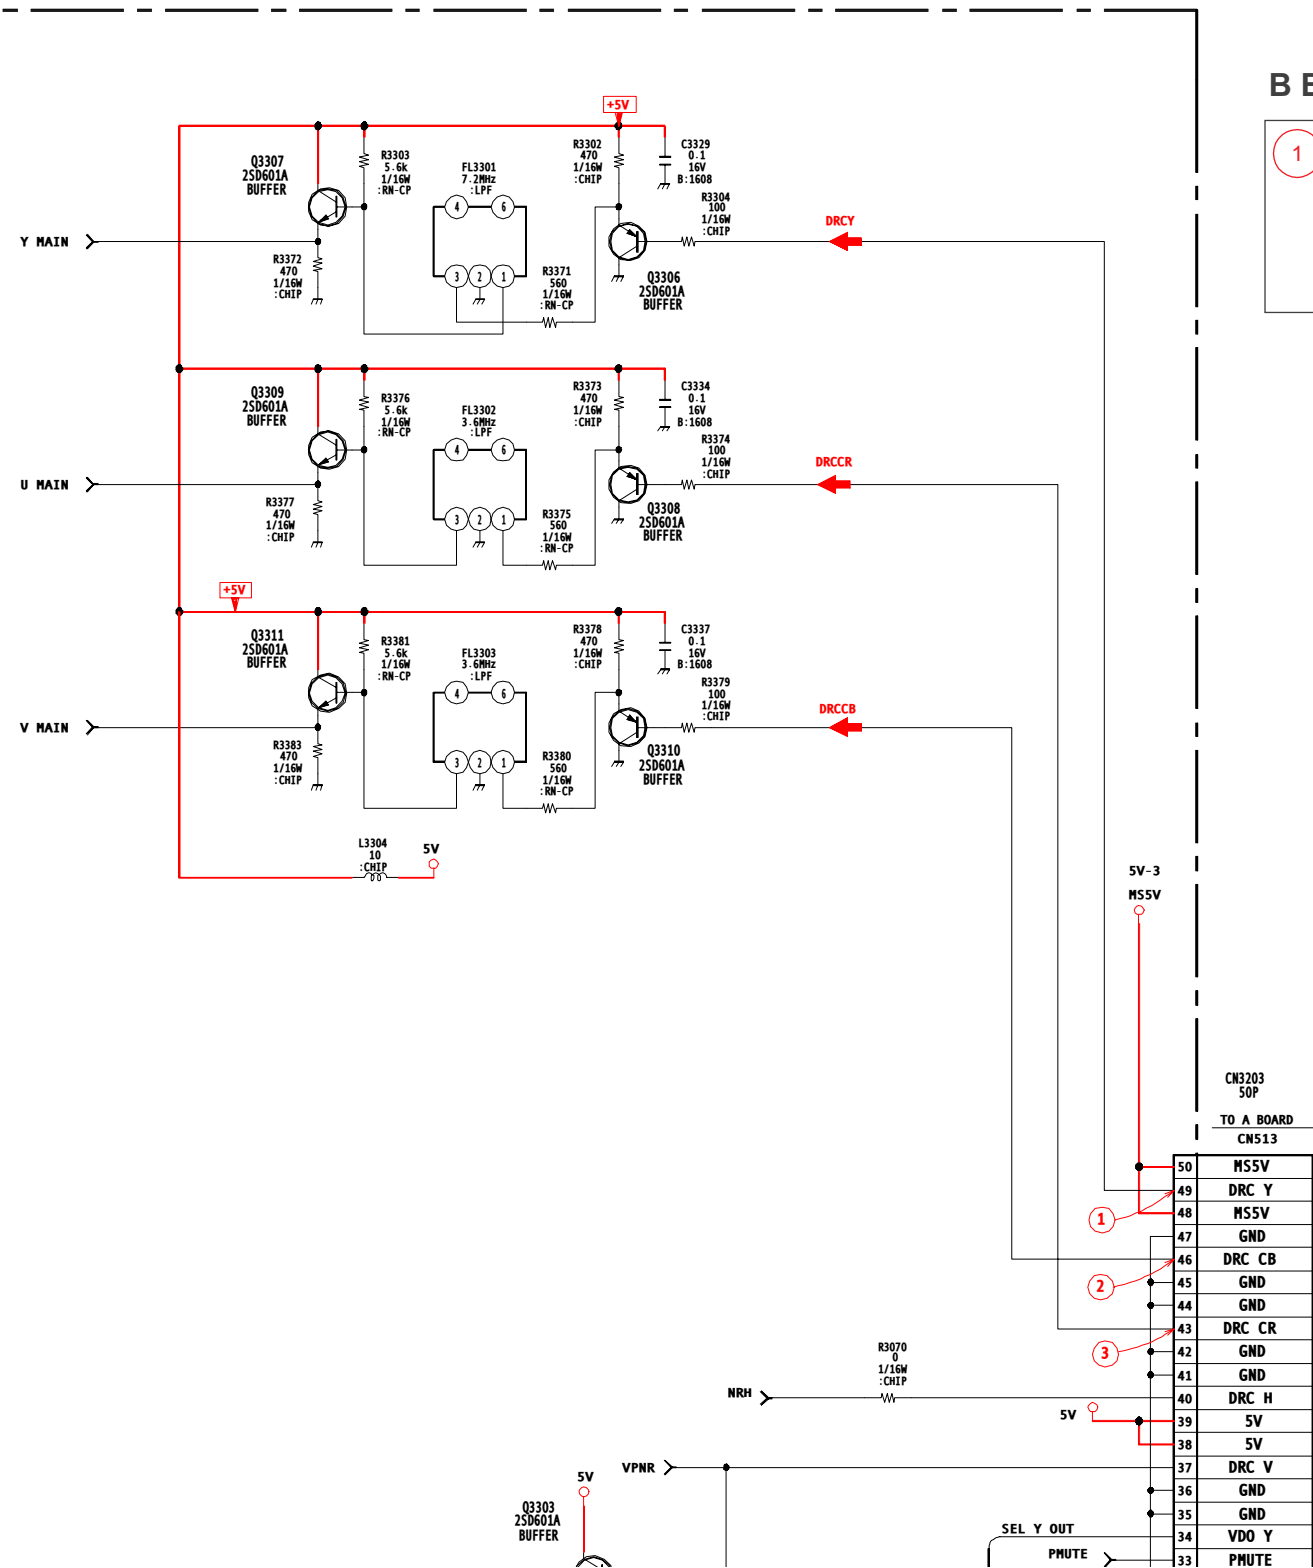 B E
1
+5V
Q3307
2SD601A
BUFFER
R3303
5.6k
1/16W
:RN-CP
FL3301
7.2MHz
:LPF
R3302
470
1/16W
:CHIP
C3329
0.1
16V
B:1608
R3304
100
1/16W
:CHIP
4
6
DRCY
Y MAIN
R3372
470
1/16W
:CHIP
3
2
1
R3371
560
1/16W
:RN-CP
Q3306
2SD601A
BUFFER
Q3309
2SD601A
BUFFER
R3376
5.6k
1/16W
:RN-CP
FL3302
3.6MHz
:LPF
R3373
470
1/16W
:CHIP
C3334
0.1
16V
B:1608
R3374
100
1/16W
:CHIP
4
6
DRCCR
U MAIN
R3377
470
1/16W
:CHIP
3
2
1
R3375
560
1/16W
:RN-CP
Q3308
2SD601A
BUFFER
+5V
Q3311
2SD601A
BUFFER
R3381
5.6k
1/16W
:RN-CP
FL3303
3.6MHz
:LPF
R3378
470
1/16W
:CHIP
C3337
0.1
16V
B:1608
R3379
100
1/16W
:CHIP
4
6
DRCCB
V MAIN
R3383
470
1/16W
:CHIP
3
2
1
R3380
560
1/16W
:RN-CP
Q3310
2SD601A
BUFFER
L3304
10
:CHIP
5V
5V-3
MS5V
CN3203
50P
TO A BOARD
CN513
50 MS5V
49 DRC Y
1
48 MS5V
47 GND
46 DRC CB
2
45 GND
44 GND
43 DRC CR
3
42 GND
41 GND
R3070
0
1/16W
:CHIP
NRH
40 DRC H
5V
39 5V
38 5V
VPNR
37 DRC V
5V
36 GND
Q3303
2SD601A
BUFFER
35 GND
SEL Y OUT
34 VDO Y
PMUTE
33 PMUTE